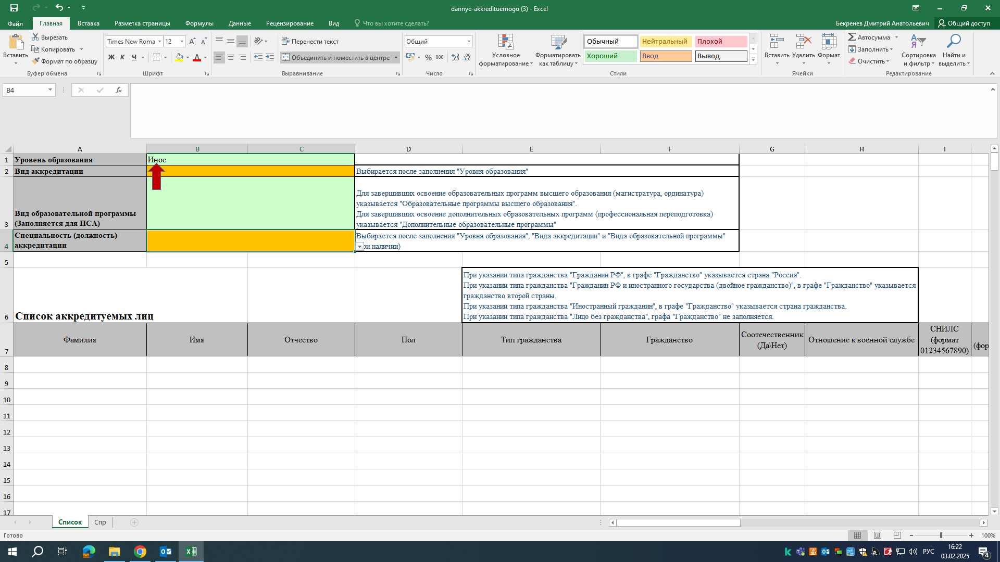 dannye-akkredituemogo (3) - Excel
Файл
Главная
Вставка
Разметка страницы
Формулы
Данные
Рецензирование
Вид
Что вы хотите сделать?
Бекренев Дмитрий Анатольевич
Общий доступ
Вставить
Вырезать
Копировать
Формат по образцу
Буфер обмена
Times New Roma
12
Ж К Ч
Шрифт
Перенести текст
Объединить и поместить в центре
Выравнивание
Общий
% 000
Число
Условное форматирование
Форматировать как таблицу
Обычный
Нейтральный
Плохой
Хороший
Ввод
Вывод
Стили
Вставить
Удалить
Формат
Ячейки
Автосумма
Заполнить
Очистить
Сортировка и фильтр
Найти и выделить
Редактирование
B4
fx
A B C D E F G H I
1 Уровень образования
Иное
2 Вид аккредитации
Выбирается после заполнения "Уровня образования"
3 Вид образовательной программы
(Заполняется для ПСА)
Для завершивших освоение образовательных программ высшего образования (магистратура, ординатура)
указывается "Образовательные программы высшего образования".
Для завершивших освоение дополнительных образовательных программ (профессиональная переподготовка)
указывается "Дополнительные образовательные программы"
4 Специальность (должность)
аккредитации
Выбирается после заполнения "Уровня образования", "Вида аккредитации" и "Вида образовательной программы"
ри наличии)
5
6 Список аккредитуемых лиц
При указании типа гражданства "Гражданин РФ", в графе "Гражданство" указывается страна "Россия".
При указании типа гражданства "Гражданин РФ и иностранного государства (двойное гражданство)", в графе "Гражданство" указывается
гражданство второй страны.
При указании типа гражданства "Иностранный гражданин", в графе "Гражданство" указывается страна гражданства.
При указании типа гражданства "Лицо без гражданства", графа "Гражданство" не заполняется.
7
Фамилия
Имя
Отчество
Пол
Тип гражданства
Гражданство
Соотечественник
(Да\Нет)
Отношение к военной службе
СНИЛС
(формат
01234567890)
(фор
8
9
10
11
12
13
14
15
16
17
Список
Спр
Готово
100%
РУС
16:22
03.02.2025
4